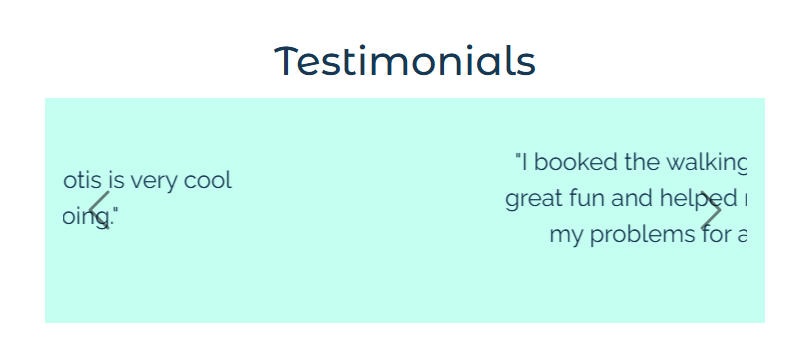 Testimonials
otis is very cool
oing."
"I booked the walking
great fun and helped
my problems for a